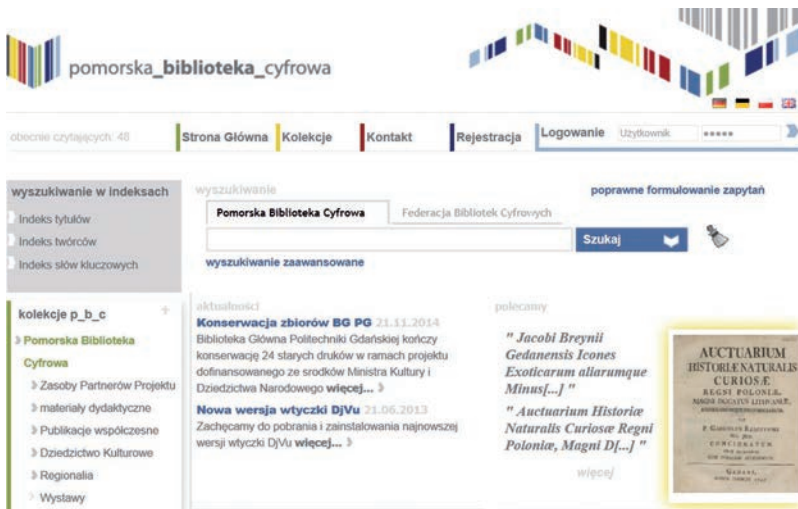 pomorska_biblioteka_cyfrowa
obecnie czytających: 48
Strona Główna
Kolekcje
Kontakt
Rejestracja
Logowanie
Użytkownik
•••••
wyszukiwanie w indeksach
Indeks tytułów
Indeks twórców
Indeks słów kluczowych
wyszukiwanie
poprawne formułowanie zapytań
Pomorska Biblioteka Cyfrowa
Federacja Bibliotek Cyfrowych
Szukaj
wyszukiwanie zaawansowane
kolekcje p_b_c
+
Pomorska Biblioteka
Cyfrowa
Zasoby Partnerów Projektu
materiały dydaktyczne
Publikacje współczesne
Dziedzictwo Kulturowe
Regionalia
Wystawy
aktualności
Konserwacja zbiorów BG PG 21.11.2014
Biblioteka Główna Politechniki Gdańskiej kończy
konserwację 24 starych druków w ramach projektu
dofinansowanego ze srodków Ministra Kultury i
Dziedzictwa Narodowego więcej...
Nowa wersja wtyczki DjVu 21.06.2013
Zachęcamy do pobrania i zainstalowania najnowszej
wersji wtyczki DjVu więcej...
polecamy
" Jacobi Breynii
Gedanensis Icones
Exoticarum aliarumque
Minus[...] "
" Auctuarium Historiæ
Naturalis Curiosæ Regni
Poloniæ, Magni D[...] "
więcej
AUCTUARIUM
HISTORIÆ NATURALIS
CURIOSÆ
REGNI POLONIÆ,